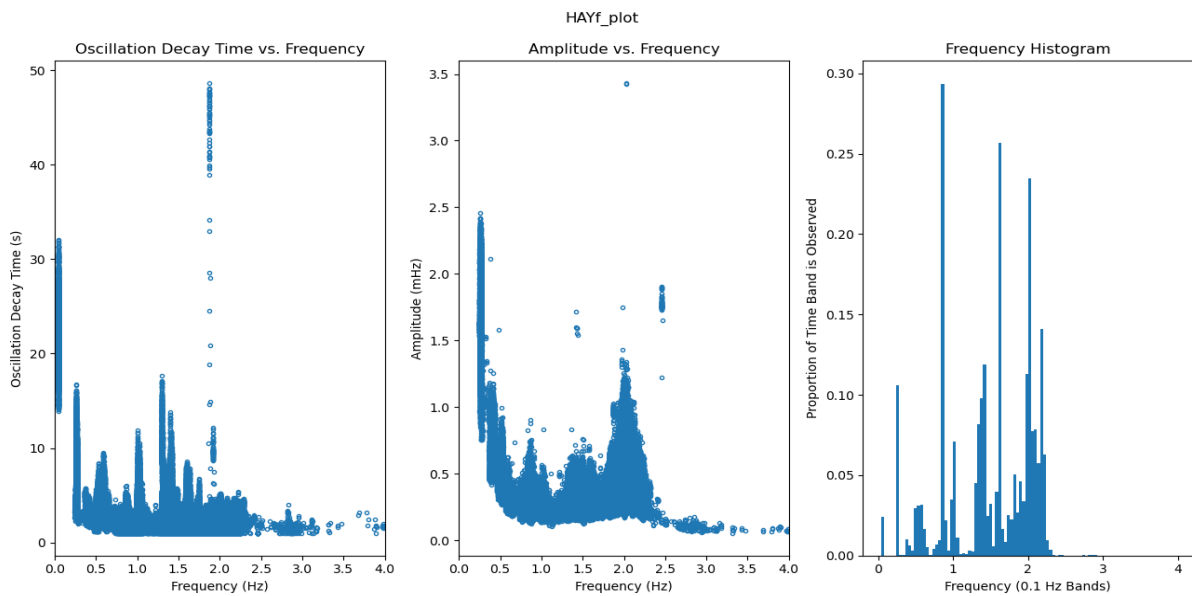 HAYf_plot
Oscillation Decay Time vs. Frequency
Oscillation Decay Time (s)
50
40
30
20
10
0
0.0 0.5 1.0 1.5 2.0 2.5 3.0 3.5 4.0
Frequency (Hz)
Amplitude vs. Frequency
Amplitude (mHz)
3.5
3.0
2.5
2.0
1.5
1.0
0.5
0.0
0.0 0.5 1.0 1.5 2.0 2.5 3.0 3.5 4.0
Frequency (Hz)
Frequency Histogram
Proportion of Time Band is Observed
0.30
0.25
0.20
0.15
0.10
0.05
0.00
0 1 2 3 4
Frequency (0.1 Hz Bands)